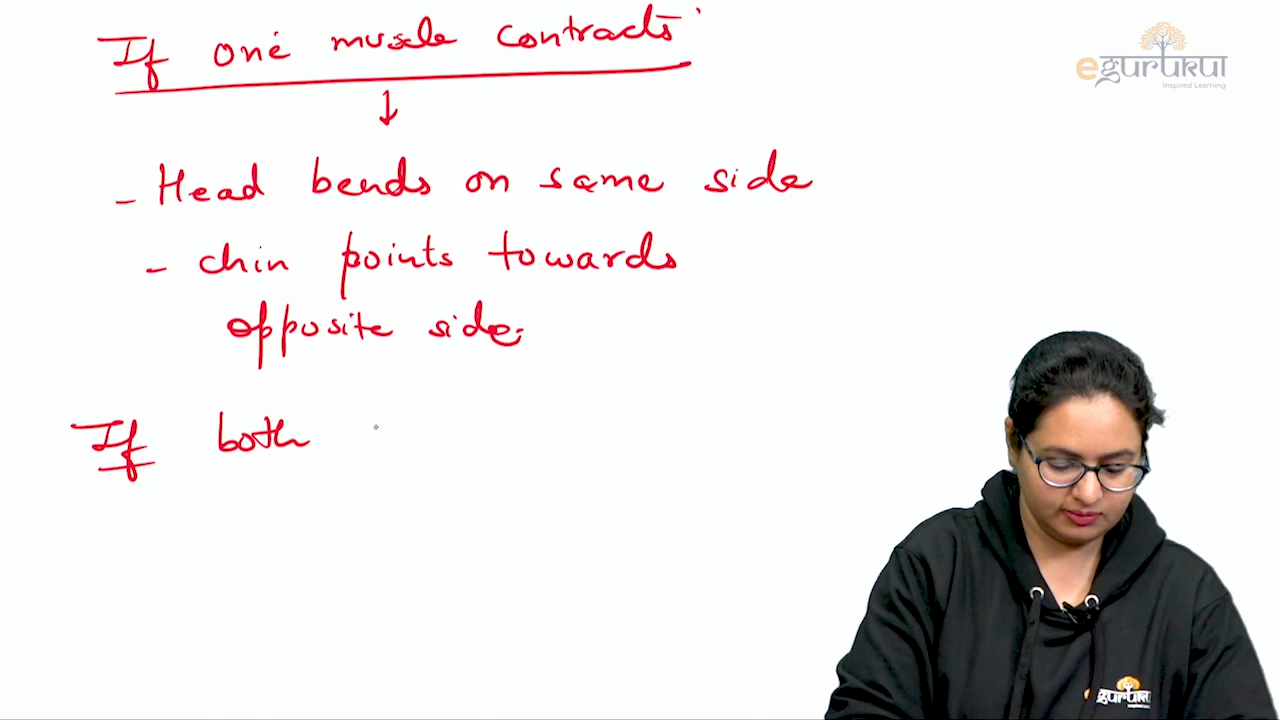 If one muscle contracts
egurukul
Inspired Learning
- Head bends on same side
- chin points towards
opposite side.
If both
egurukul